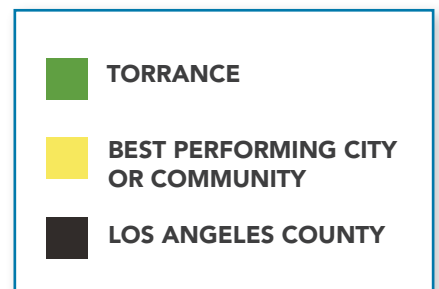 TORRANCE
BEST PERFORMING CITY
OR COMMUNITY
LOS ANGELES COUNTY